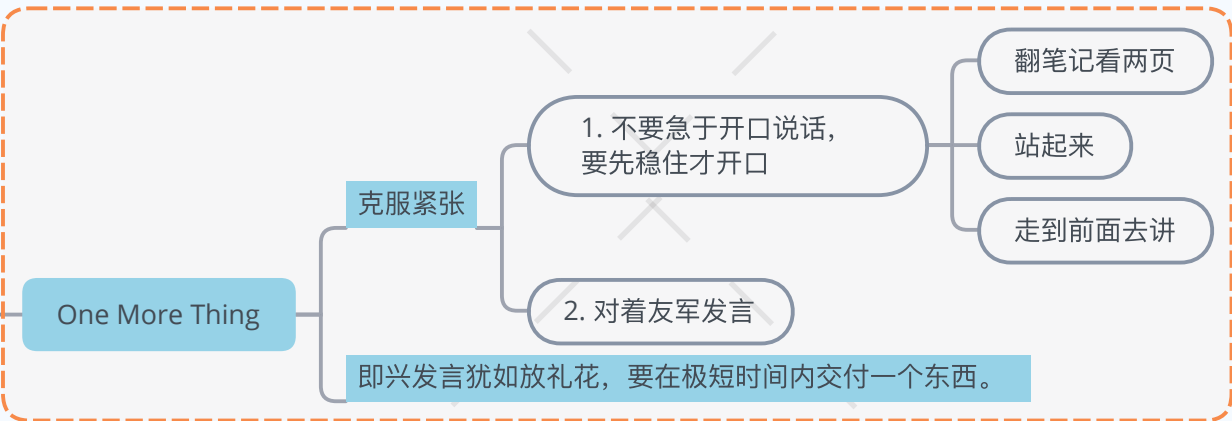 One More Thing
克服紧张
1. 不要急于开口说话，
要先稳住才开口
翻笔记看两页
站起来
走到前面去讲
2. 对着友军发言
即兴发言犹如放礼花，要在极短时间内交付一个东西。